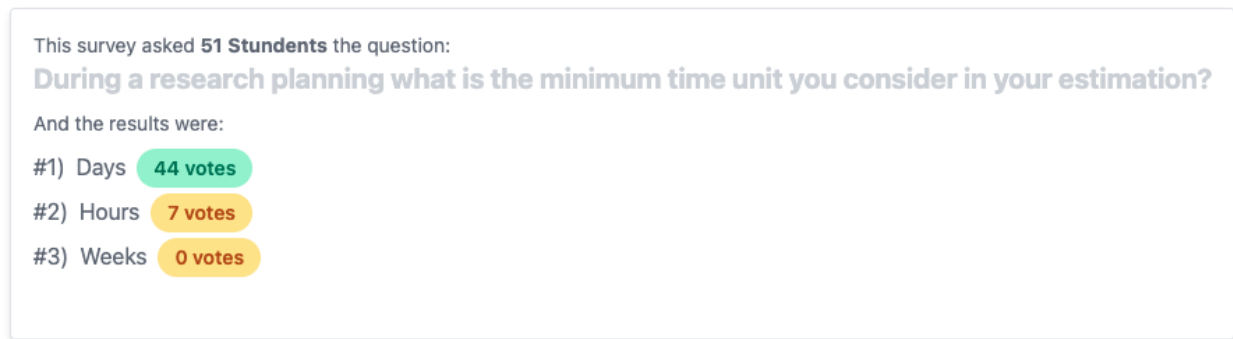 This survey asked 51 Stundents the question:
During a research planning what is the minimum time unit you consider in your estimation?
And the results were:
#1) Days 44 votes
#2) Hours 7 votes
#3) Weeks 0 votes